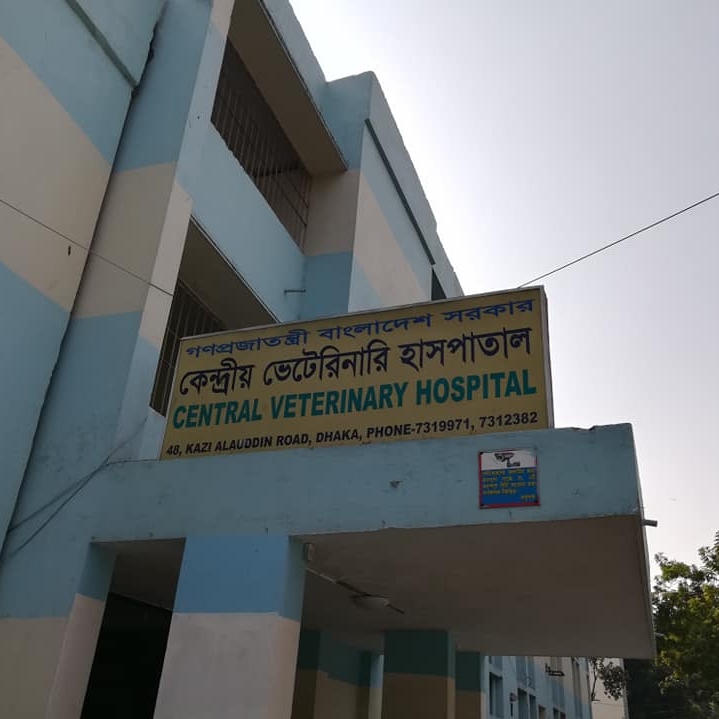 গণপ্রজাতন্ত্রী বাংলাদেশ সরকার
কেন্দ্রীয় ভেটেরিনারি হাসপাতাল
CENTRAL VETERINARY HOSPITAL
48, KAZI ALAUDDIN ROAD, DHAKA, PHONE-7319971, 7312382